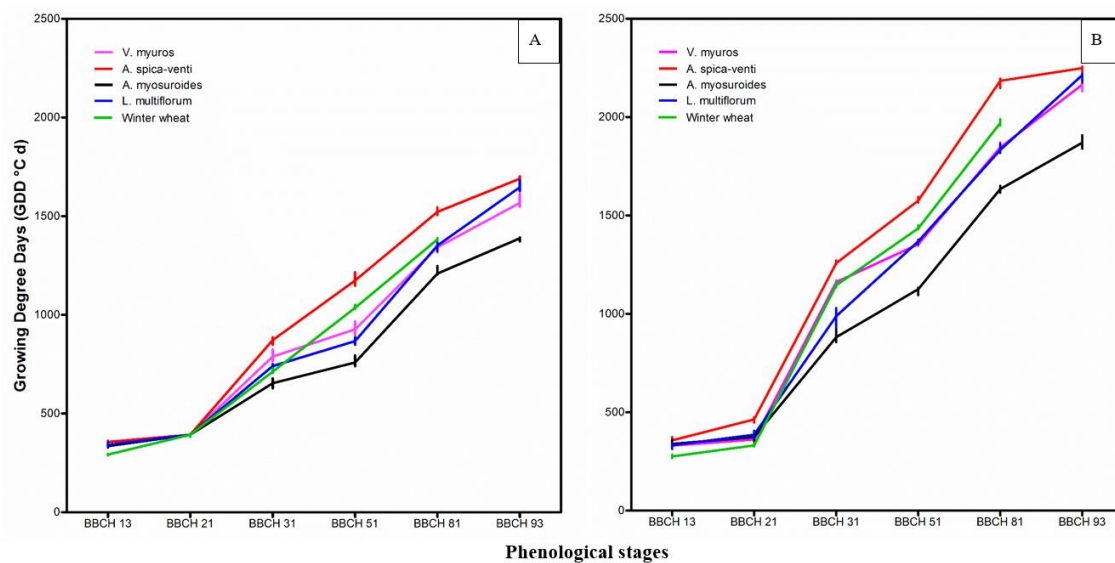 A
B
V. myuros
A. spica-venti
A. myosuroides
L. multiflorum
Winter wheat
V. myuros
A. spica-venti
A. myosuroides
L. multiflorum
Winter wheat
Growing Degree Days (GDD °C d)
2500
2000
1500
1000
500
0
2500
2000
1500
1000
500
0
BBCH 13 BBCH 21 BBCH 31 BBCH 51 BBCH 81 BBCH 93
BBCH 13 BBCH 21 BBCH 31 BBCH 51 BBCH 81 BBCH 93
Phenological stages